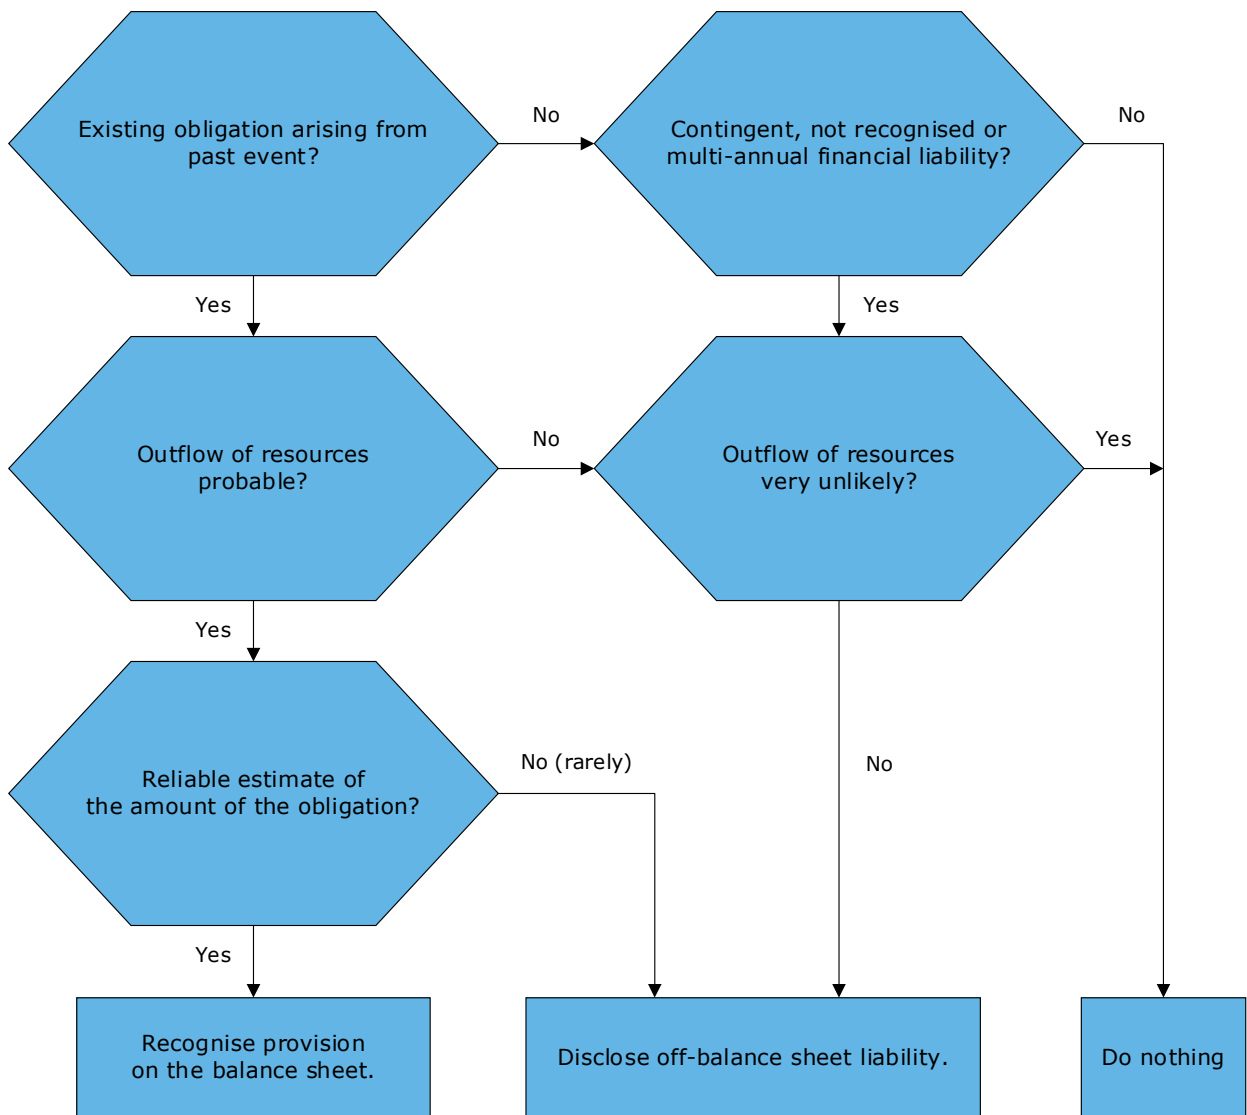 Existing obligation arising from
past event?
No
Contingent, not recognised or
multi-annual financial liability?
No
Yes
Yes
Outflow of resources
probable?
No
Outflow of resources
very unlikely?
Yes
Yes
Reliable estimate of
the amount of the obligation?
No (rarely)
No
Yes
Recognise provision
on the balance sheet.
Disclose off-balance sheet liability.
Do nothing